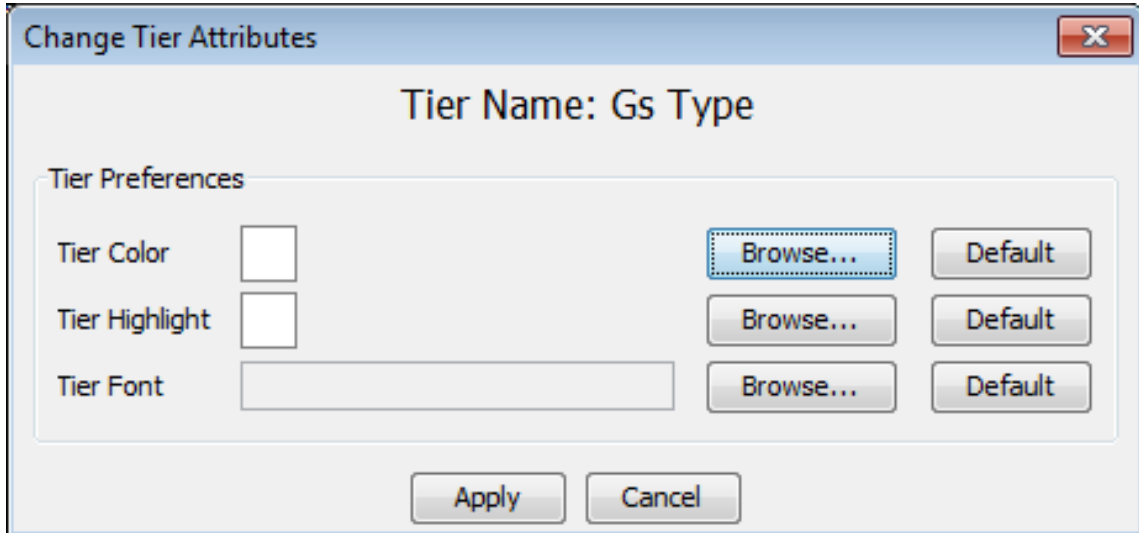 Change Tier Attributes
Tier Name: Gs Type
Tier Preferences
Tier Color Browse... Default
Tier Highlight Browse... Default
Tier Font Browse... Default
Apply Cancel